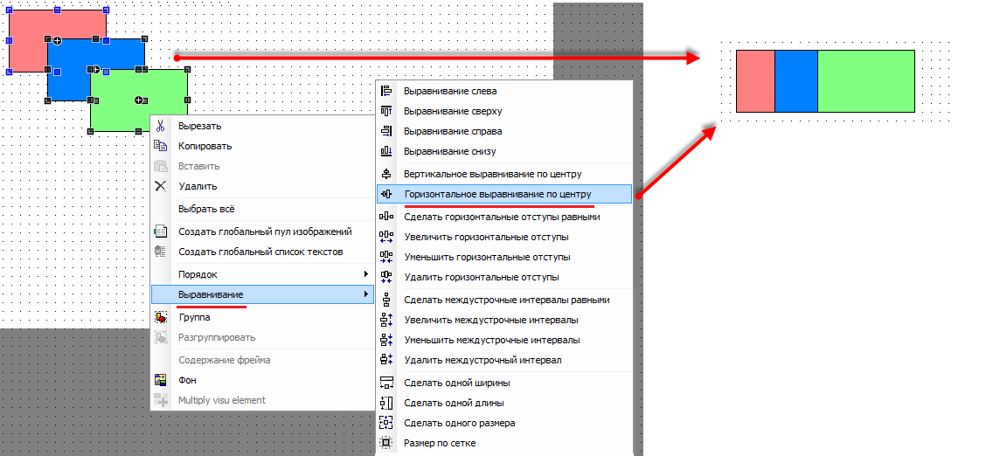 Вырезать
Копировать
Вставить
Удалить
Выбрать всё
Создать глобальный пул изображений
Создать глобальный список текстов
Порядок
Выравнивание
Группа
Разгруппировать
Содержание фрейма
Фон
Multiply visu element
Выравнивание слева
Выравнивание сверху
Выравнивание справа
Выравнивание снизу
Вертикальное выравнивание по центру
Горизонтальное выравнивание по центру
Сделать горизонтальные отступы равными
Увеличить горизонтальные отступы
Уменьшить горизонтальные отступы
Удалить горизонтальные отступы
Сделать междустрочные интервалы равными
Увеличить междустрочные интервалы
Уменьшить междустрочные интервалы
Удалить междустрочный интервал
Сделать одной ширины
Сделать одной длины
Сделать одного размера
Размер по сетке